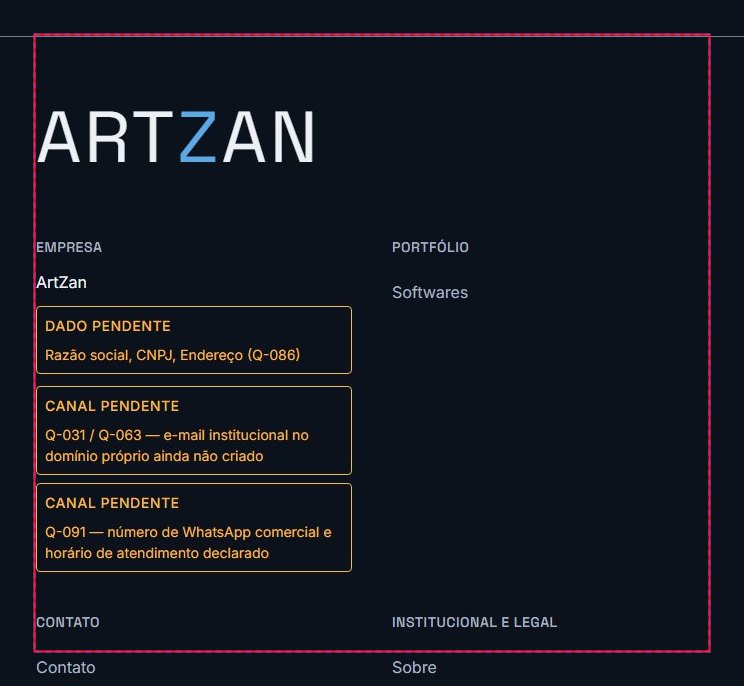 ARTZAN
EMPRESA
ArtZan
DADO PENDENTE
Razão social, CNPJ, Endereço (Q-086)
CANAL PENDENTE
Q-031 / Q-063 — e-mail institucional no
domínio próprio ainda não criado
CANAL PENDENTE
Q-091 — número de WhatsApp comercial e
horário de atendimento declarado
PORTFÓLIO
Softwares
CONTATO
Contato
INSTITUCIONAL E LEGAL
Sobre